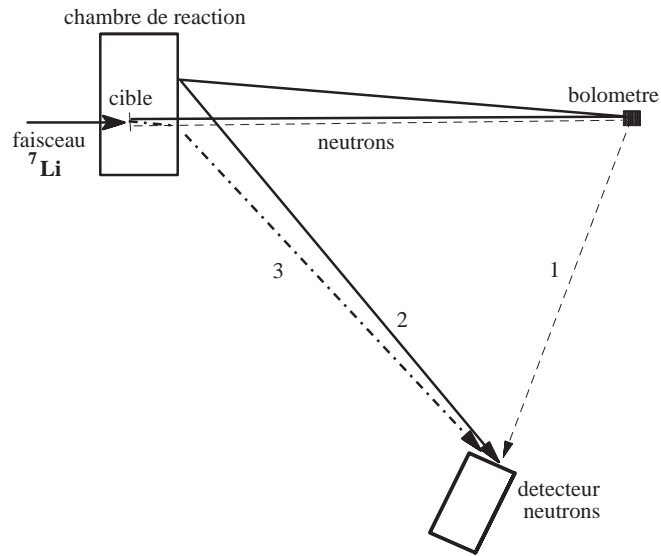 chambre de reaction
cible
bolometre
faisceau
⁷Li
neutrons
3
1
2
detecteur
neutrons